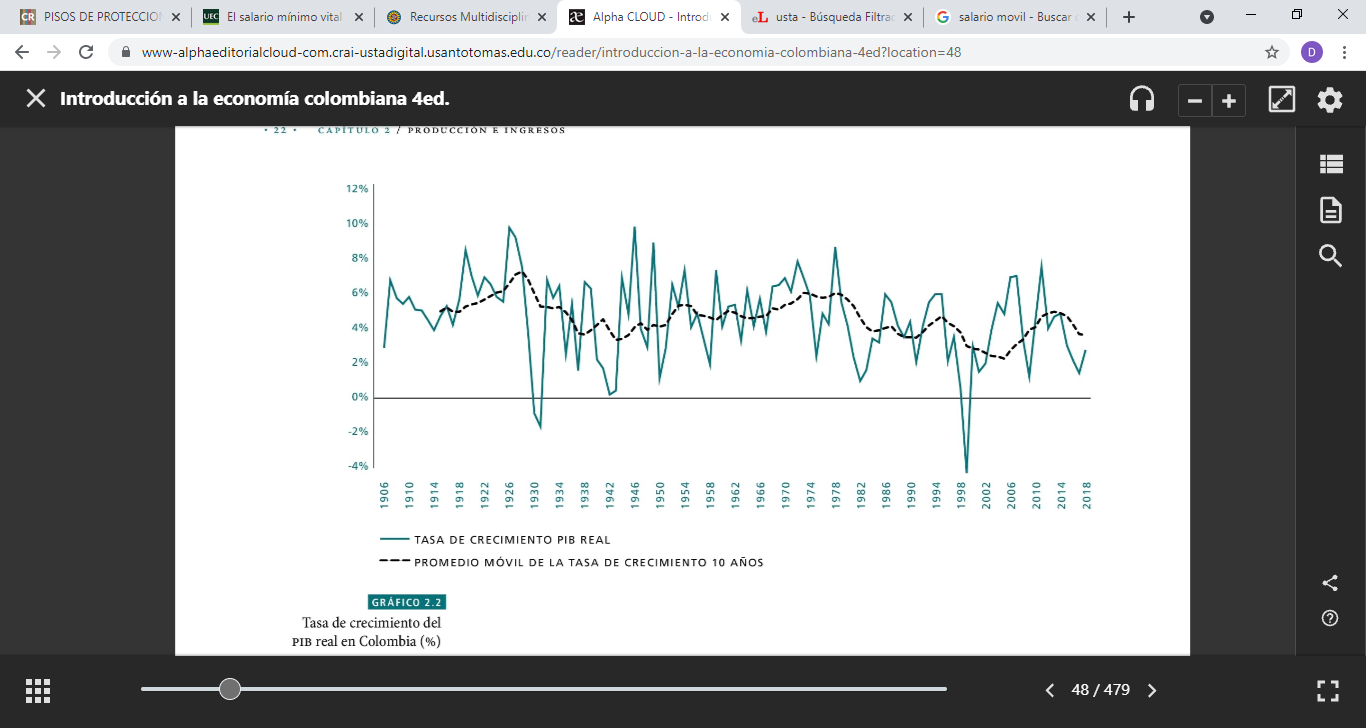 PISOS DE PROTECCION
UEC El salario mínimo vital
Recursos Multidisciplin
Alpha CLOUD - Introdu
eL usta - Búsqueda Filtrad
salario movil - Buscar
www-alphaeditorialcloud-com.crai-ustadigital.usantotomas.edu.co/reader/introduccion-a-la-economia-colombiana-4ed?location=48
D
Introducción a la economía colombiana 4ed.
• 22 • CAPÍTULO 2 / PRODUCCIÓN E INGRESOS
12%
10%
8%
6%
4%
2%
0%
-2%
-4%
1906 1910 1914 1918 1922 1926 1930 1934 1938 1942 1946 1950 1954 1958 1962 1966 1970 1974 1978 1982 1986 1990 1994 1998 2002 2006 2010 2014 2018
TASA DE CRECIMIENTO PIB REAL
PROMEDIO MÓVIL DE LA TASA DE CRECIMIENTO 10 AÑOS
GRÁFICO 2.2
Tasa de crecimiento del
PIB real en Colombia (%)
48 / 479